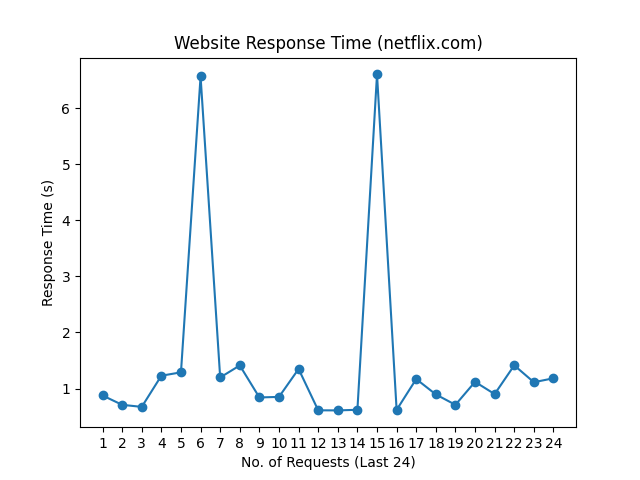 Website Response Time (netflix.com)
6
5
4
3
2
1
Response Time (s)
1 2 3 4 5 6 7 8 9 10 11 12 13 14 15 16 17 18 19 20 21 22 23 24
No. of Requests (Last 24)